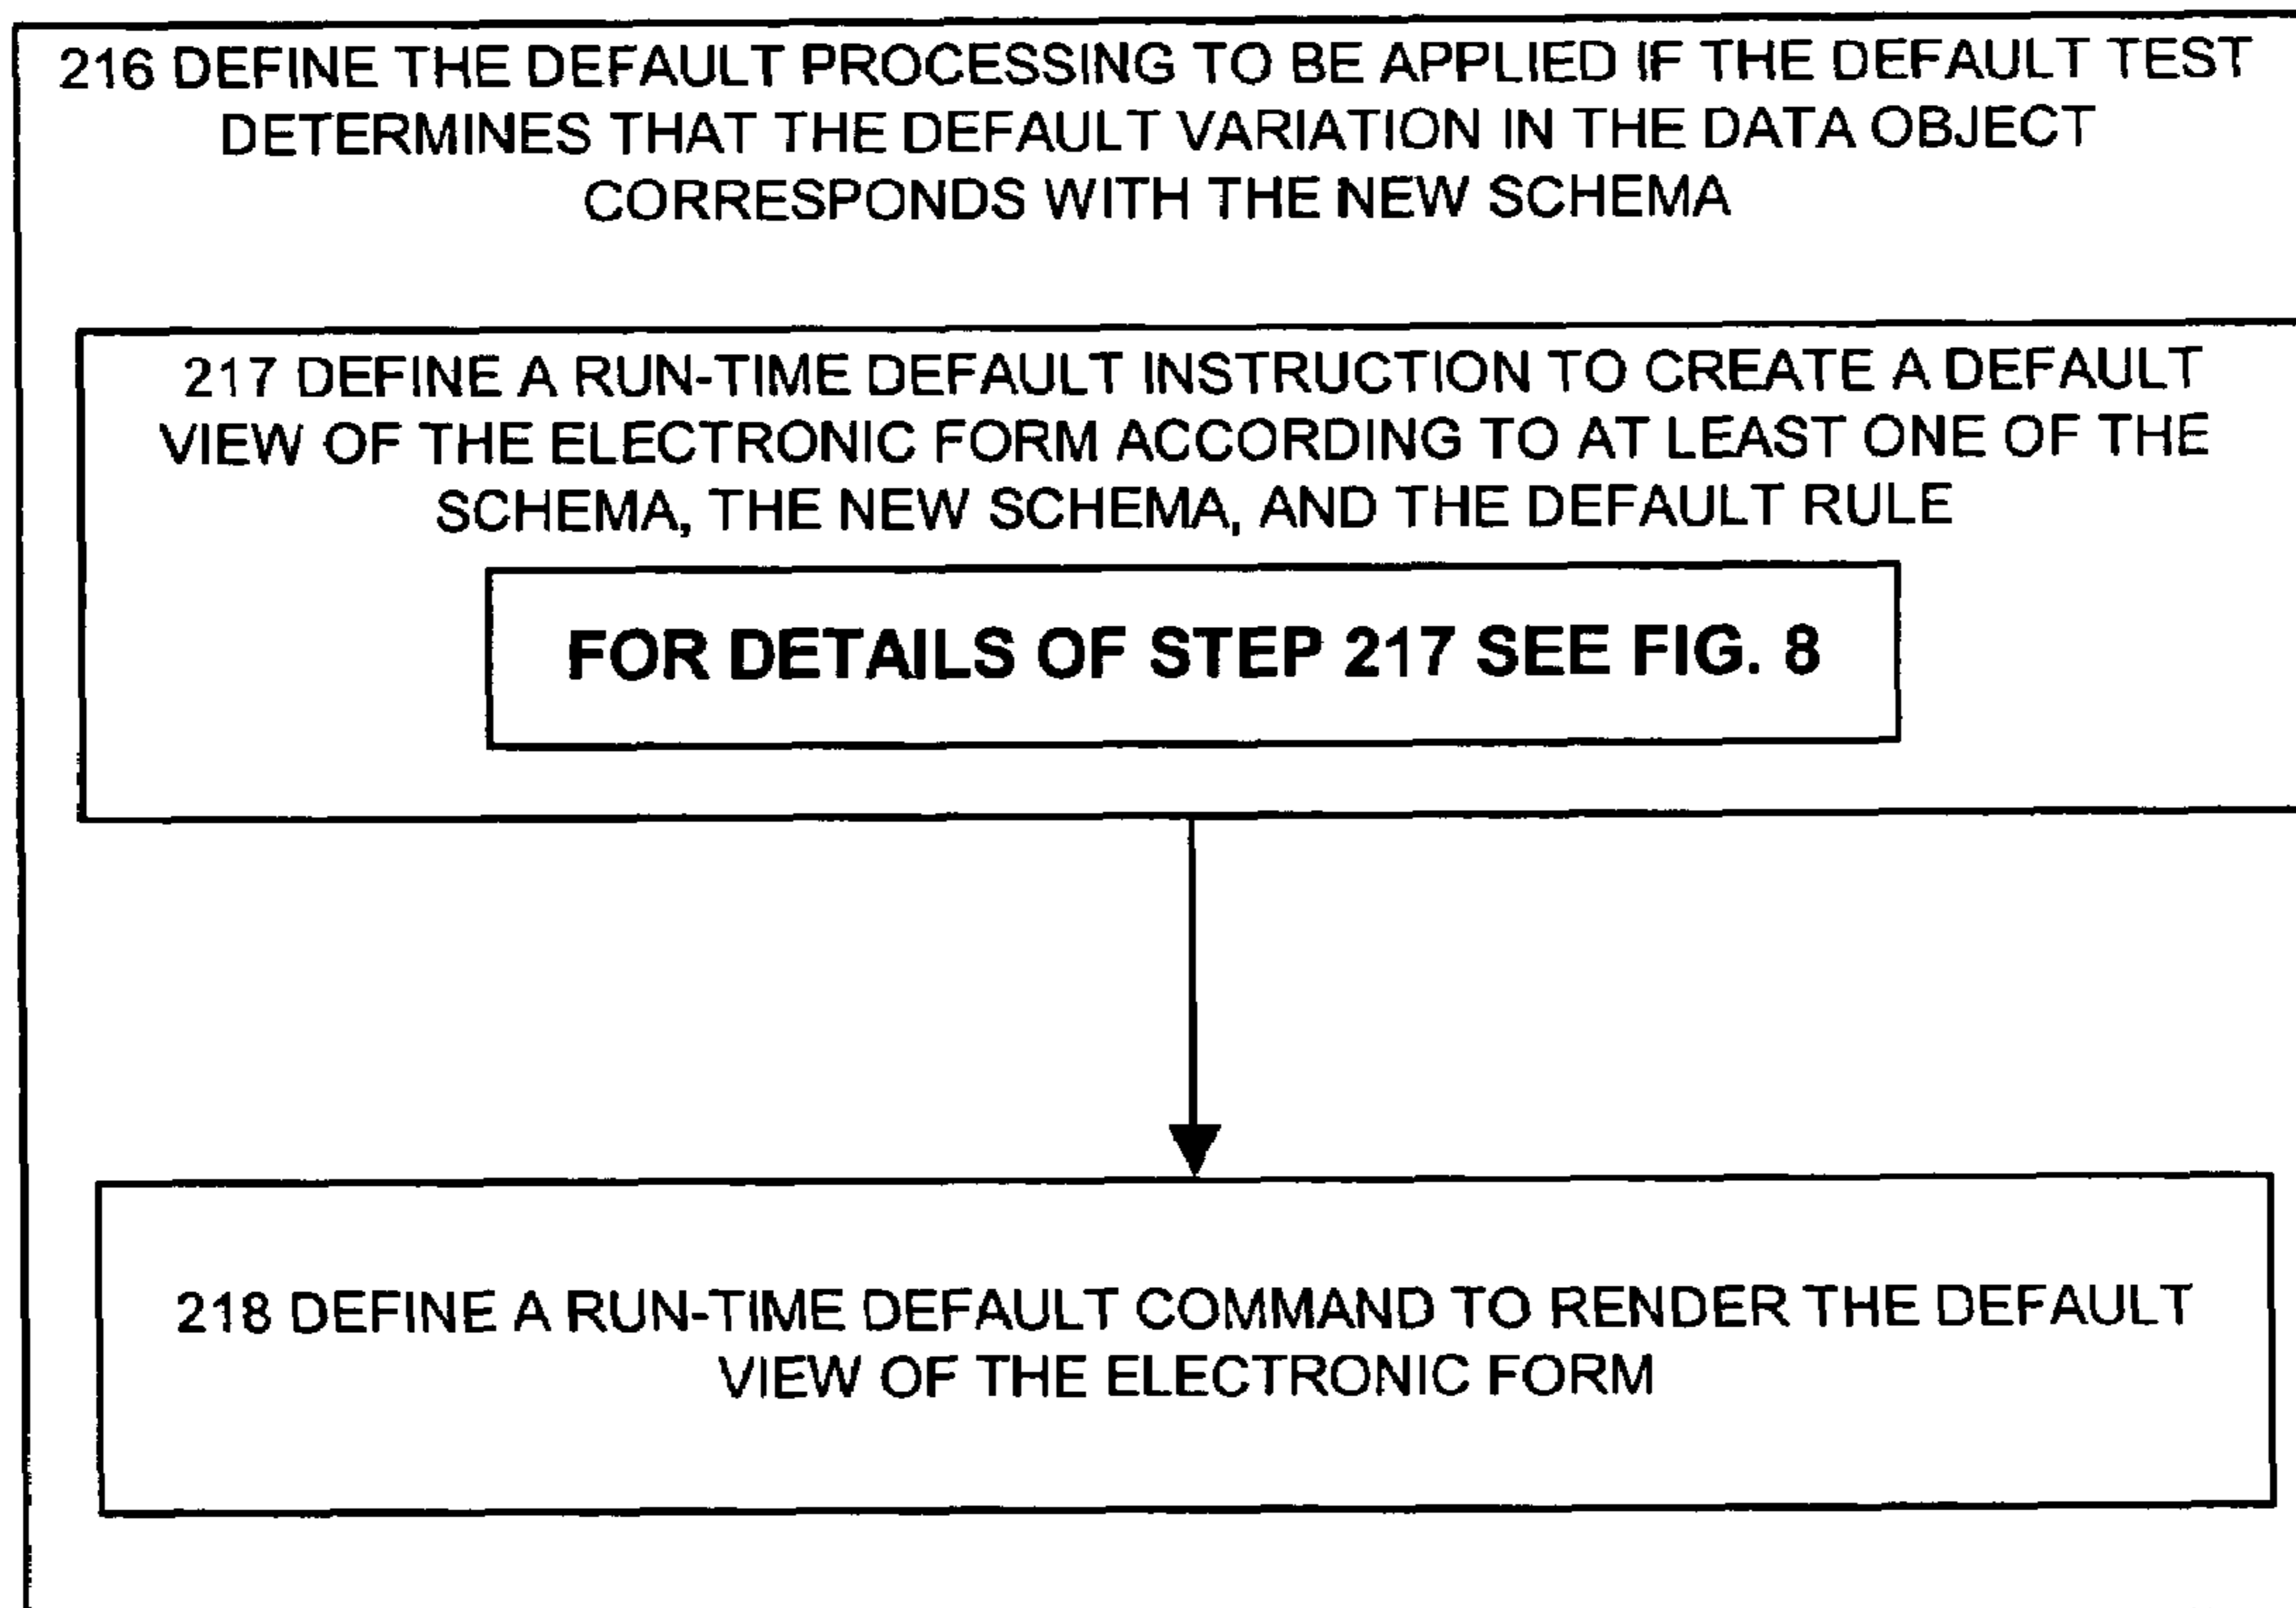 216 DEFINE THE DEFAULT PROCESSING TO BE APPLIED IF THE DEFAULT TEST
DETERMINES THAT THE DEFAULT VARIATION IN THE DATA OBJECT
CORRESPONDS WITH THE NEW SCHEMA
217 DEFINE A RUN-TIME DEFAULT INSTRUCTION TO CREATE A DEFAULT
VIEW OF THE ELECTRONIC FORM ACCORDING TO AT LEAST ONE OF THE
SCHEMA, THE NEW SCHEMA, AND THE DEFAULT RULE
FOR DETAILS OF STEP 217 SEE FIG. 8
218 DEFINE A RUN-TIME DEFAULT COMMAND TO RENDER THE DEFAULT
VIEW OF THE ELECTRONIC FORM